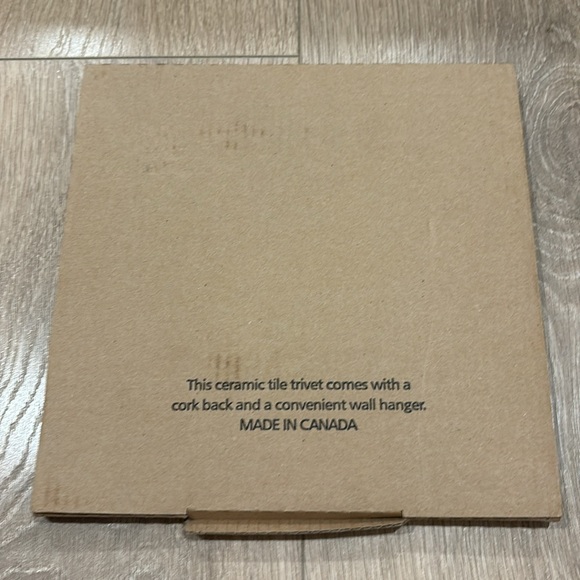 This ceramic tile trivet comes with a
cork back and a convenient wall hanger.
MADE IN CANADA